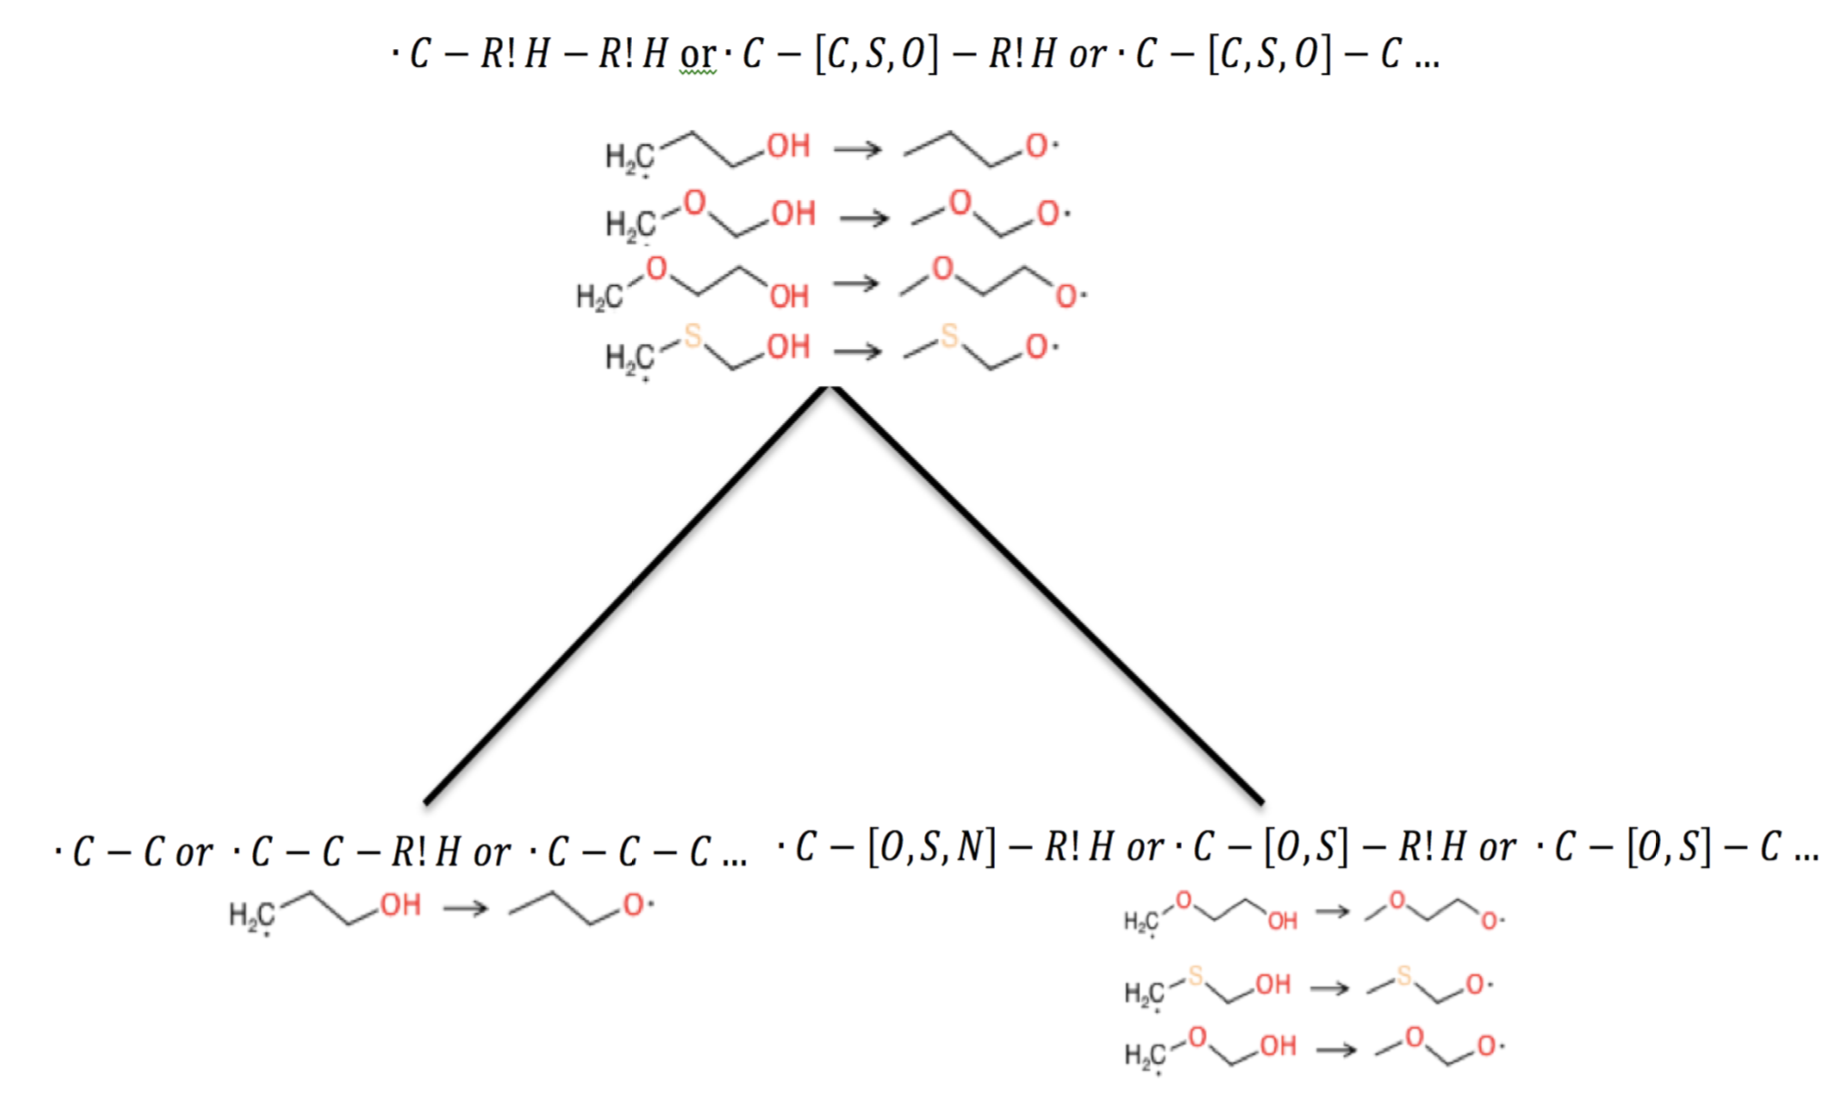 · C − R! H − R! H or · C − [C, S, O] − R! H or · C − [C, S, O] − C ...
H₂C· OH → O·
H₂C O OH → O O·
H₂C O OH → O O·
H₂C· S OH → S O·
· C − C or · C − C − R! H or · C − C − C ... · C − [O, S, N] − R! H or · C − [O, S] − R! H or · C − [O, S] − C ...
H₂C· OH → O·
H₂C· O OH → O O·
H₂C· S OH → S O·
H₂C· O OH → O O·